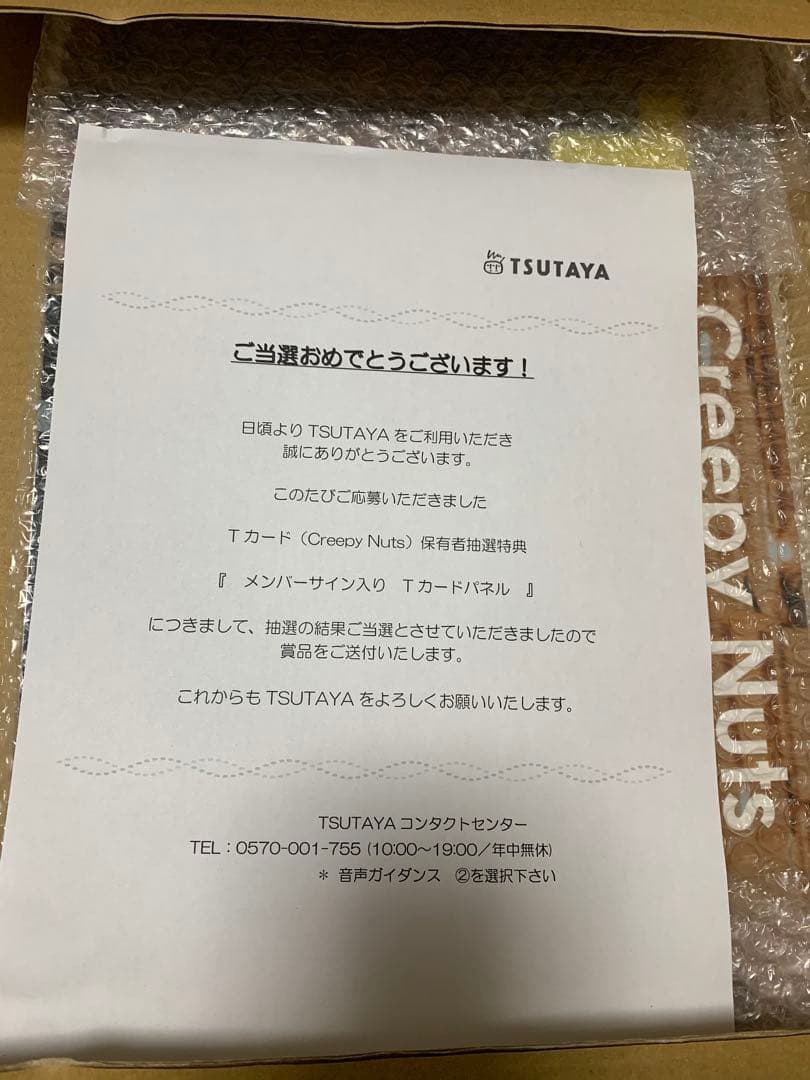 TSUTAYA
ご当選おめでとうございます!
日頃より TSUTAYA をご利用いただき
誠にありがとうございます。
このたびご応募いただきました
T カード（Creepy Nuts）保有者抽選特典
『　メンバーサイン入り　T カードパネル　』
につきまして、抽選の結果ご当選とさせていただきましたので
賞品をご送付いたします。
これからも TSUTAYA をよろしくお願いいたします。
TSUTAYA コンタクトセンター
TEL：0570-001-755 (10:00～19:00／年中無休)
＊ 音声ガイダンス　②を選択下さい
Creepy Nuts